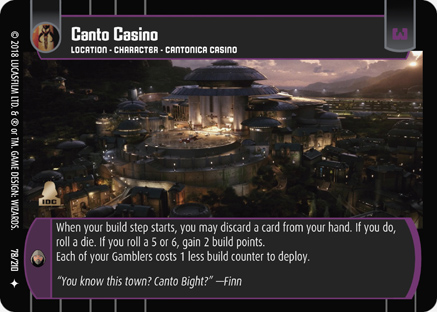 Canto Casino
LOCATION - CHARACTER - CANTONICA CASINO
3
IDC
When your build step starts, you may discard a card from your hand. If you do,
roll a die. If you roll a 5 or 6, gain 2 build points.
Each of your Gamblers costs 1 less build counter to deploy.
“You know this town? Canto Bight?” —Finn
© 2018 LUCASFILM LTD. & ® or TM. GAME DESIGN: WIZARDS.
78/210